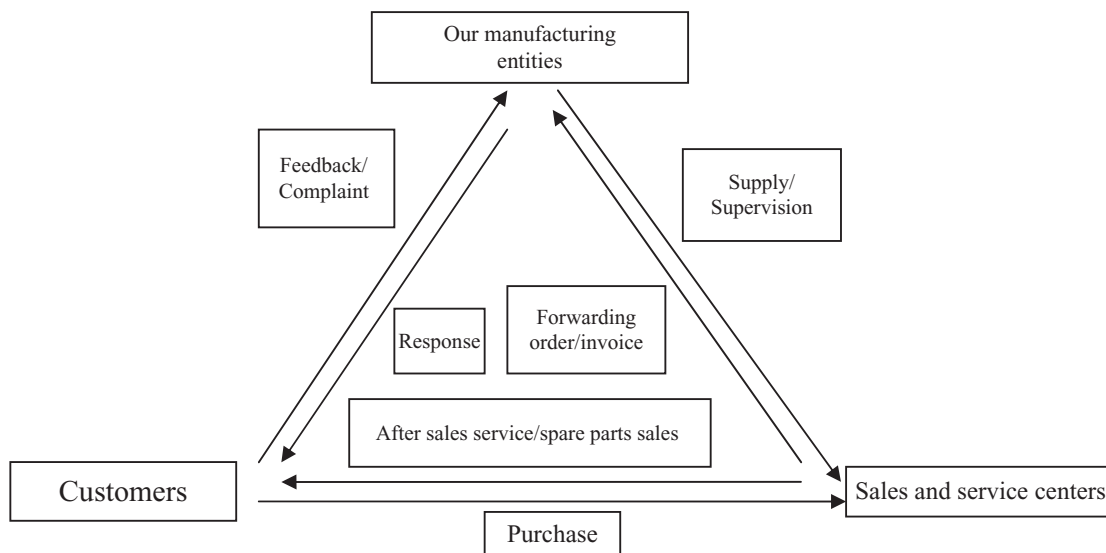 Our manufacturing
entities
Feedback/
Complaint
Supply/
Supervision
Response
Forwarding
order/invoice
After sales service/spare parts sales
Customers
Sales and service centers
Purchase